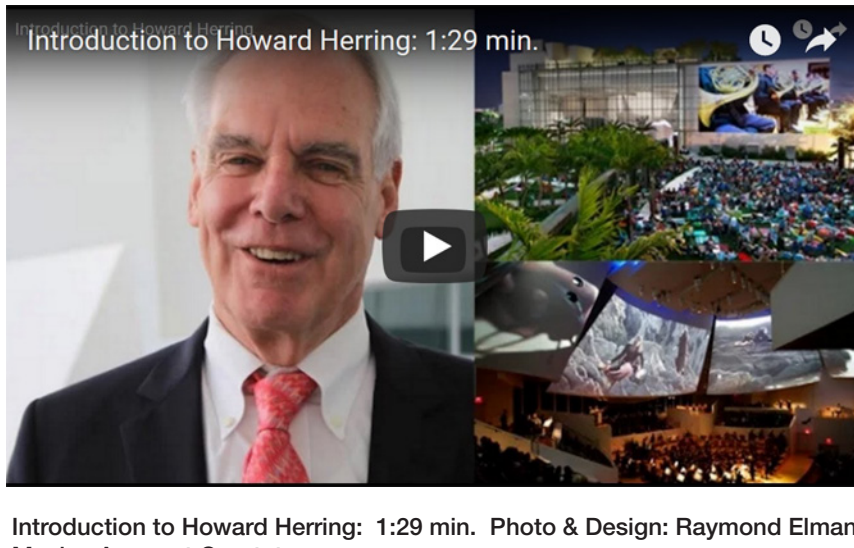 Introduction to Howard Herring
Introduction to Howard Herring: 1:29 min.
Introduction to Howard Herring: 1:29 min. Photo & Design: Raymond Elman